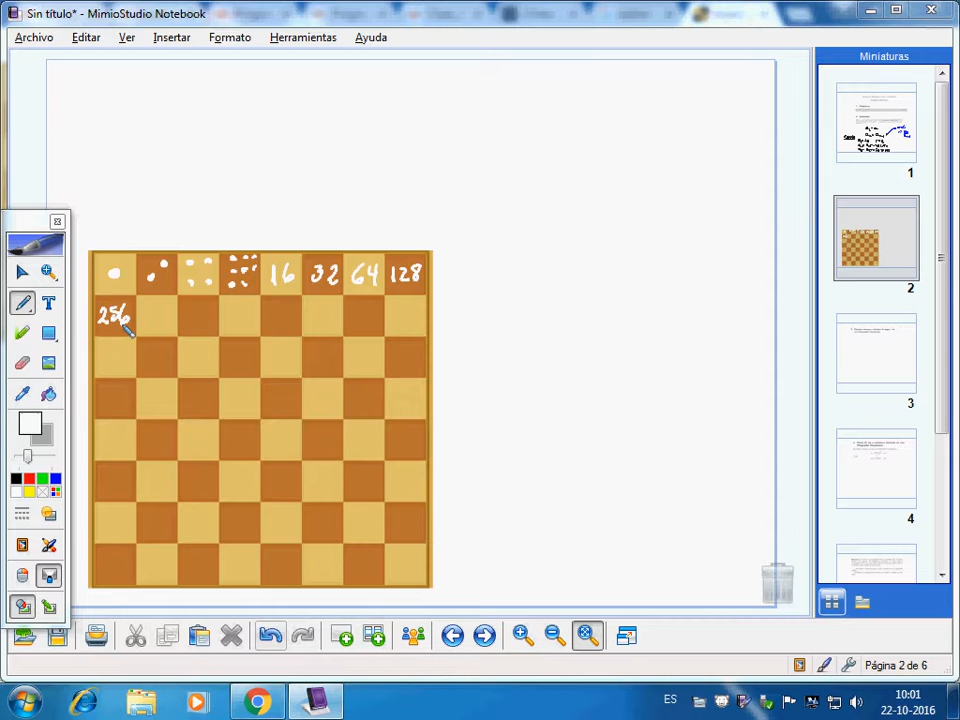 Sin título* - MimioStudio Notebook
Archivo Editar Ver Insertar Formato Herramientas Ayuda
Miniaturas
1
2
3
4
16 32 64 128
256
T
Página 2 de 6
ES
10:01
22-10-2016